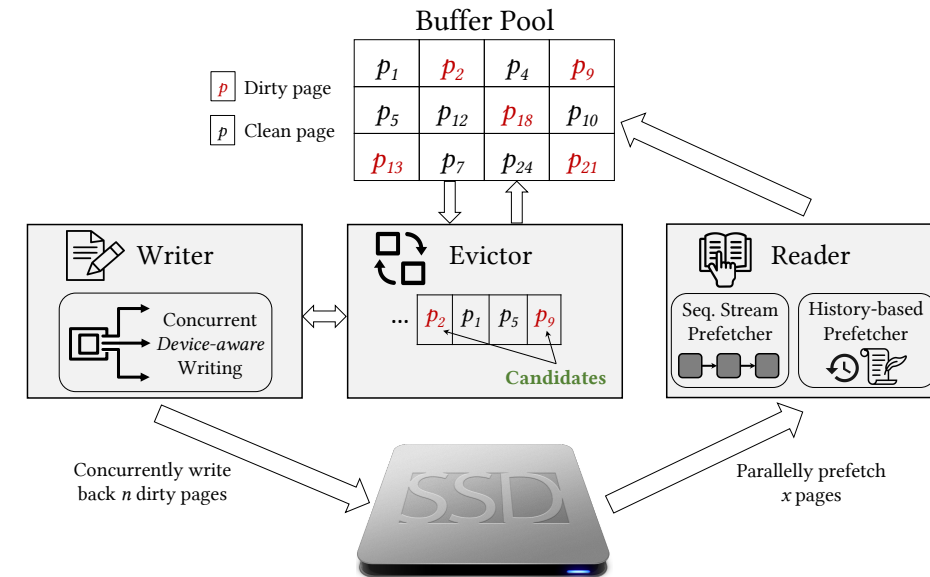 Buffer Pool
p Dirty page
p Clean page
p1 p2 p4 p9
p5 p12 p18 p10
p13 p7 p24 p21
Writer
Concurrent
Device-aware
Writing
Evictor
... p2 p1 p5 p9
Candidates
Reader
Seq. Stream
Prefetcher
History-based
Prefetcher
Concurrently write
back n dirty pages
SSD
Parallelly prefetch
x pages